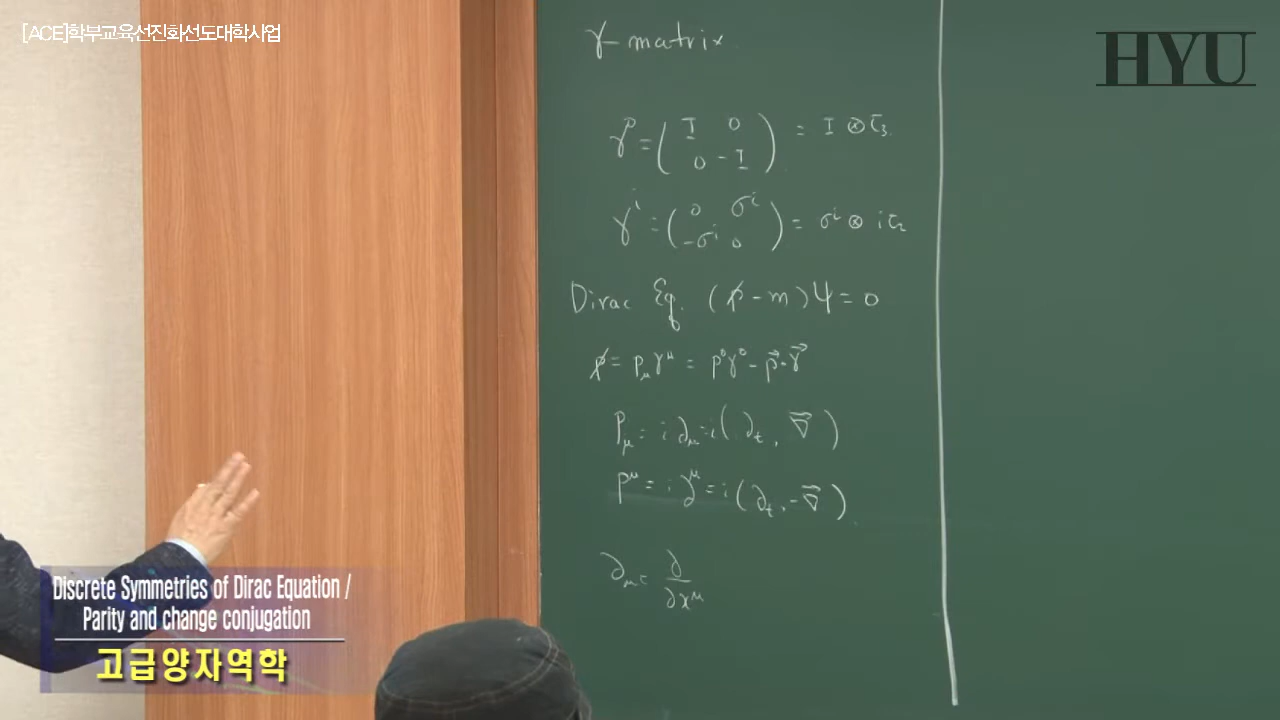 [ACE]학부교육선진화선도대학사업
HYU
γ-matrix
γ⁰ = ( I 0 ; 0 -I ) = I ⊗ τ₃.
γⁱ = ( 0 σⁱ ; -σⁱ 0 ) = σⁱ ⊗ iτ₂
Dirac Eq. (p̸ - m)Ψ = 0
p̸ = p_μ γ^μ = p⁰γ⁰ - p⃗·γ⃗
P_μ = i ∂_μ = i( ∂_t, ∇⃗ )
P^μ = i ∂^μ = i( ∂_t, -∇⃗ )
∂_μ = ∂/∂x^μ
Discrete Symmetries of Dirac Equation /
Parity and change conjugation
고급양자역학